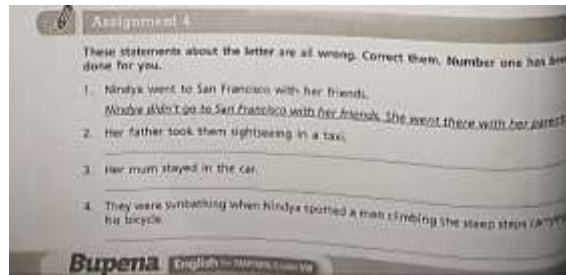 Assignment 4
These statements about the letter are all wrong. Correct them. Number one has been
done for you.
1. Nindya went to San Francisco with her friends.
Nindya didn't go to San Francisco with her friends. She went there with her parents
2. Her father took them sightseeing in a taxi.
3. Her mum stayed in the car.
4. They were sunbathing when Nindya spotted a man climbing the steep steps carrying
his bicycle.
Bupena English